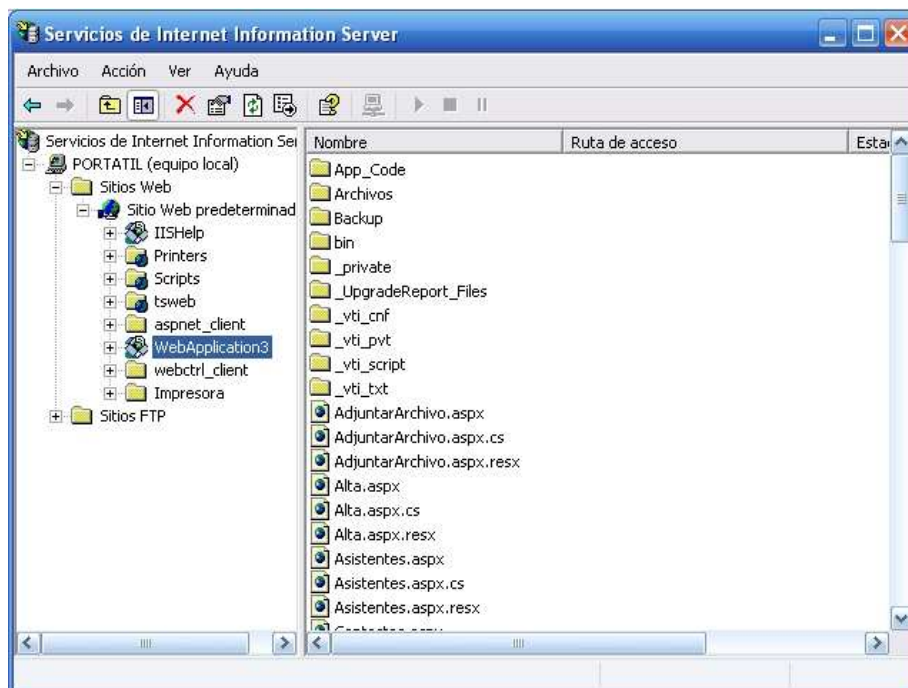 Servicios de Internet Information Server
Archivo Acción Ver Ayuda
Servicios de Internet Information Ser
PORTATIL (equipo local)
Sitios Web
Sitio Web predeterminad
IISHelp
Printers
Scripts
tsweb
aspnet_client
WebApplication3
webctrl_client
Impresora
Sitios FTP
Nombre Ruta de acceso Esta
App_Code
Archivos
Backup
bin
_private
_UpgradeReport_Files
_vti_cnf
_vti_pvt
_vti_script
_vti_txt
AdjuntarArchivo.aspx
AdjuntarArchivo.aspx.cs
AdjuntarArchivo.aspx.resx
Alta.aspx
Alta.aspx.cs
Alta.aspx.resx
Asistentes.aspx
Asistentes.aspx.cs
Asistentes.aspx.resx